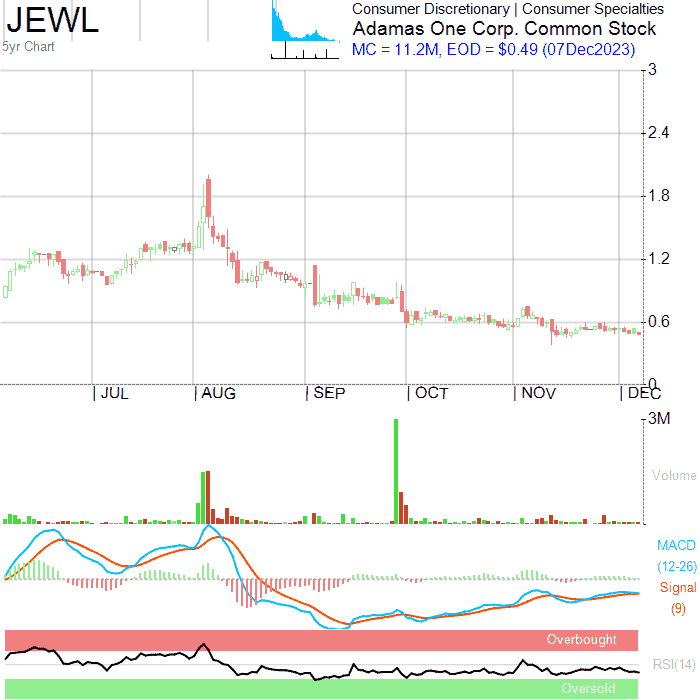 JEWL
5yr Chart
Consumer Discretionary | Consumer Specialties
Adamas One Corp. Common Stock
MC = 11.2M, EOD = $0.49 (07Dec2023)
3
2.4
1.8
1.2
0.6
0
JUL AUG SEP OCT NOV DEC
3M
Volume
MACD
(12-26)
Signal
(9)
Overbought
RSI(14)
Oversold